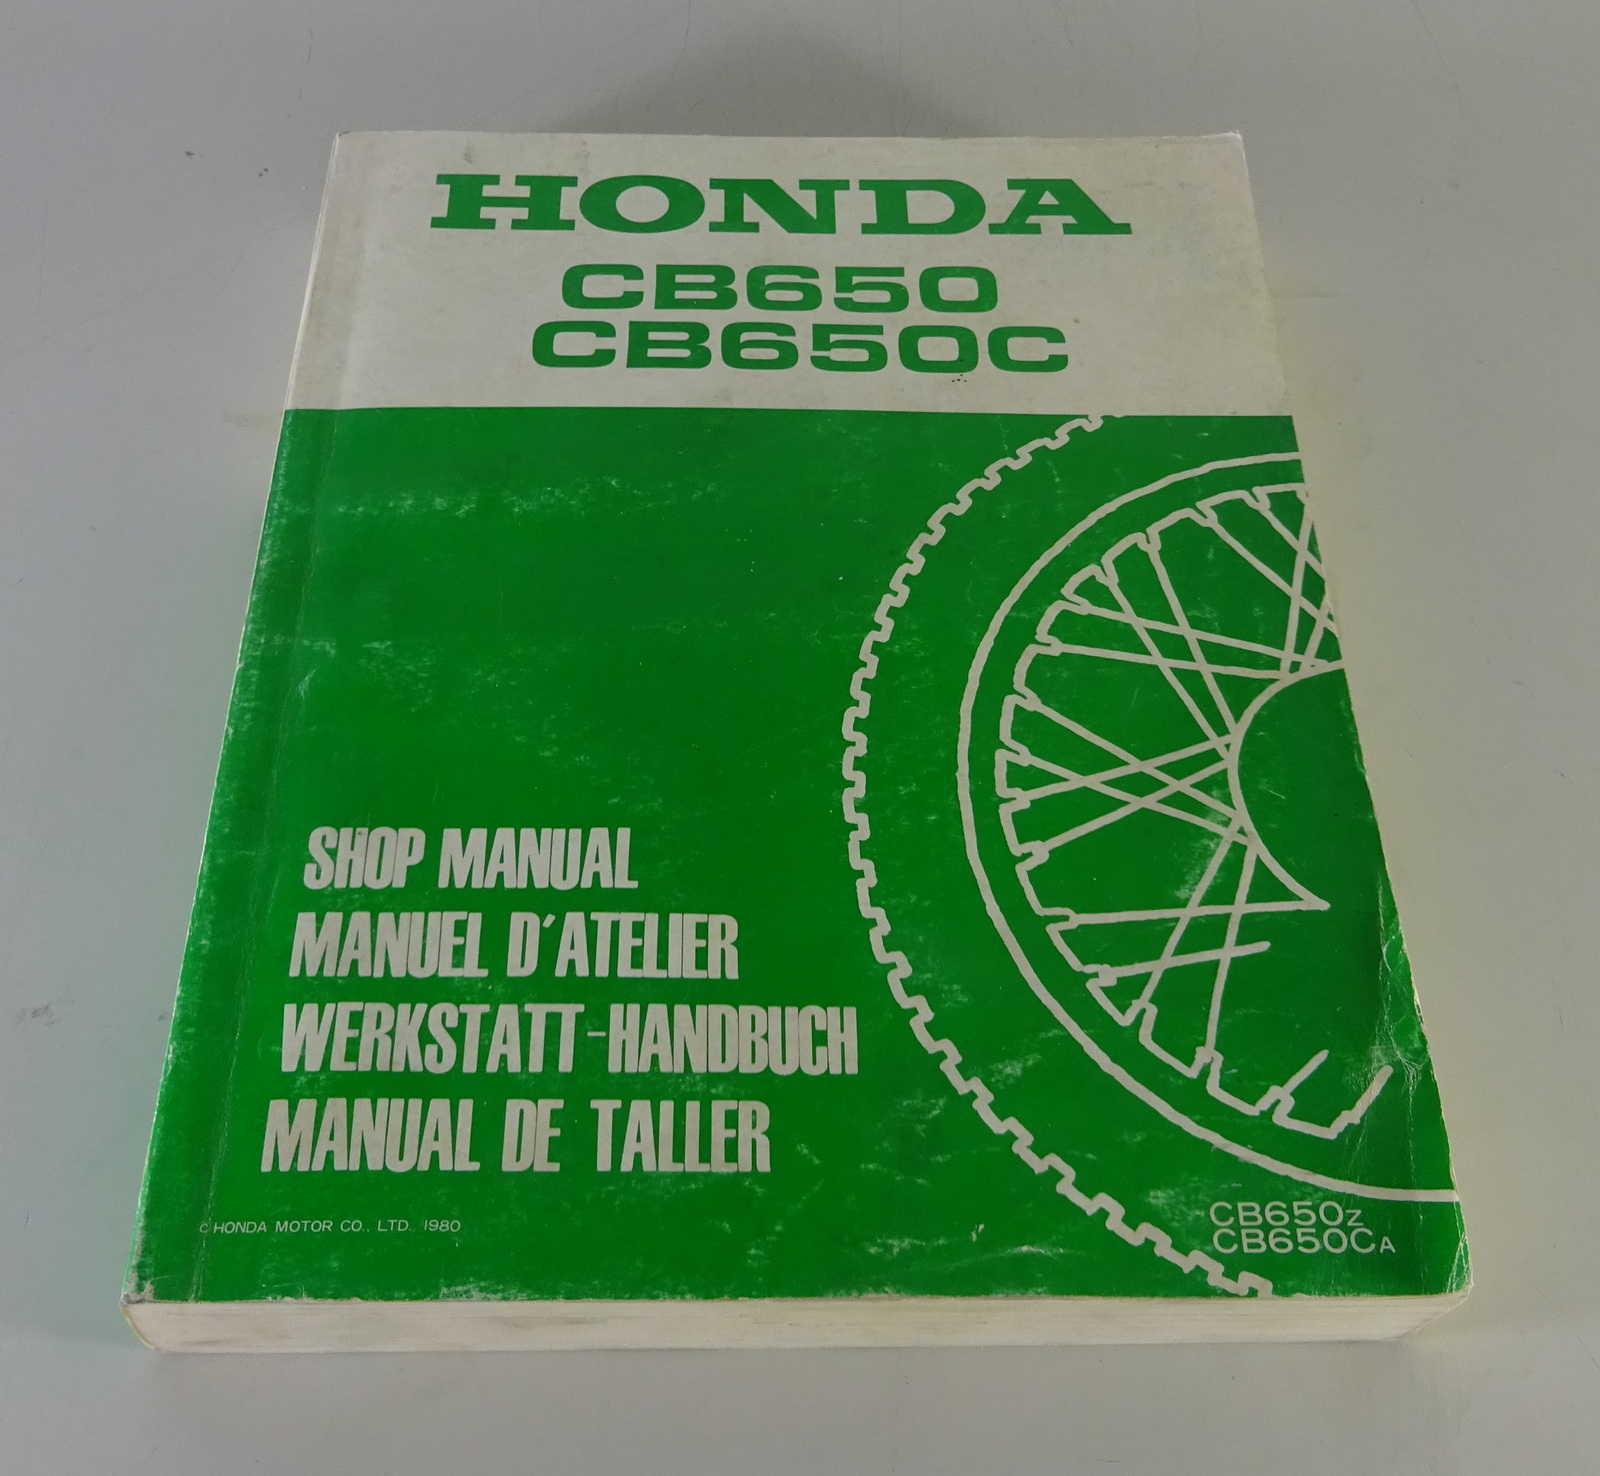 HONDA
CB650
CB650C
SHOP MANUAL
MANUEL D'ATELIER
WERKSTATT-HANDBUCH
MANUAL DE TALLER
© HONDA MOTOR CO., LTD. 1980
CB650Z
CB650CA